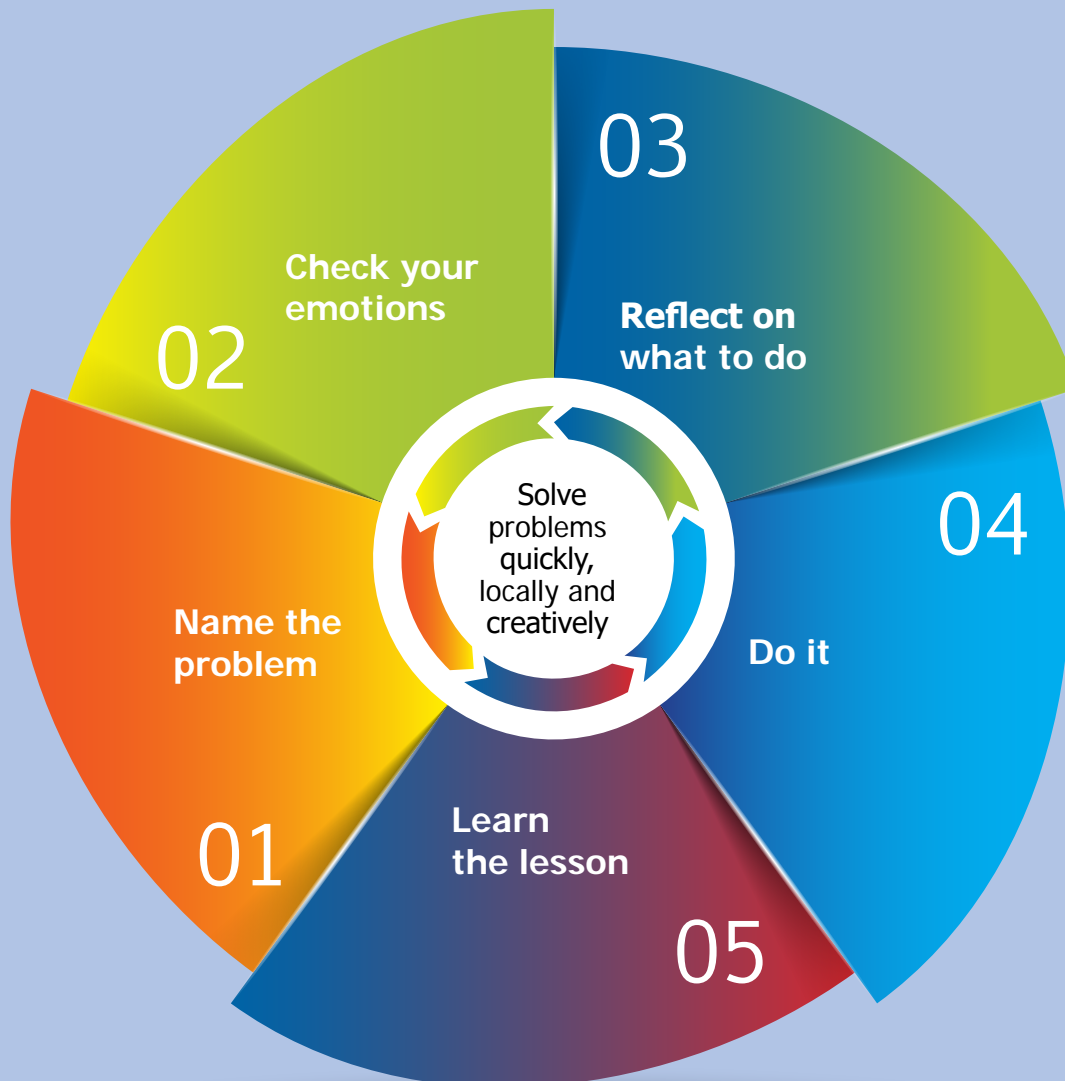 01
Name the
problem
02
Check your
emotions
03
Reflect on
what to do
04
Do it
05
Learn
the lesson
Solve
problems
quickly,
locally and
creatively